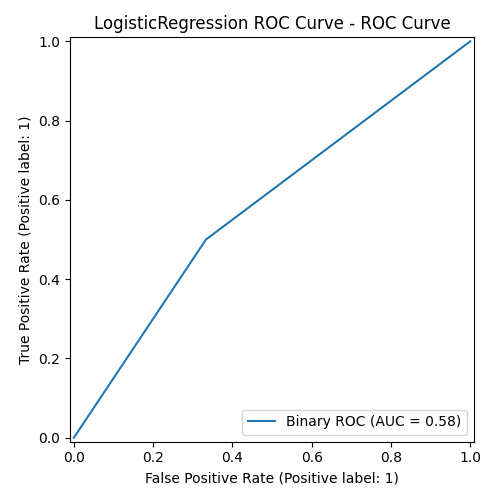 LogisticRegression ROC Curve - ROC Curve
1.0
0.8
0.6
0.4
0.2
0.0
True Positive Rate (Positive label: 1)
Binary ROC (AUC = 0.58)
0.0 0.2 0.4 0.6 0.8 1.0
False Positive Rate (Positive label: 1)